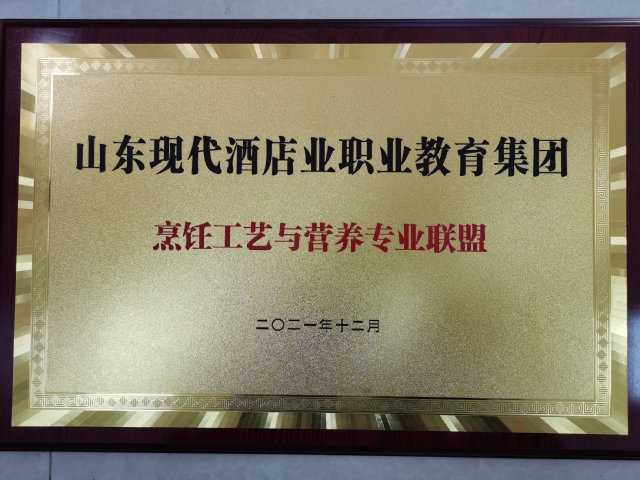 山东现代酒店业职业教育集团
烹饪工艺与营养专业联盟
二〇二一年十二月